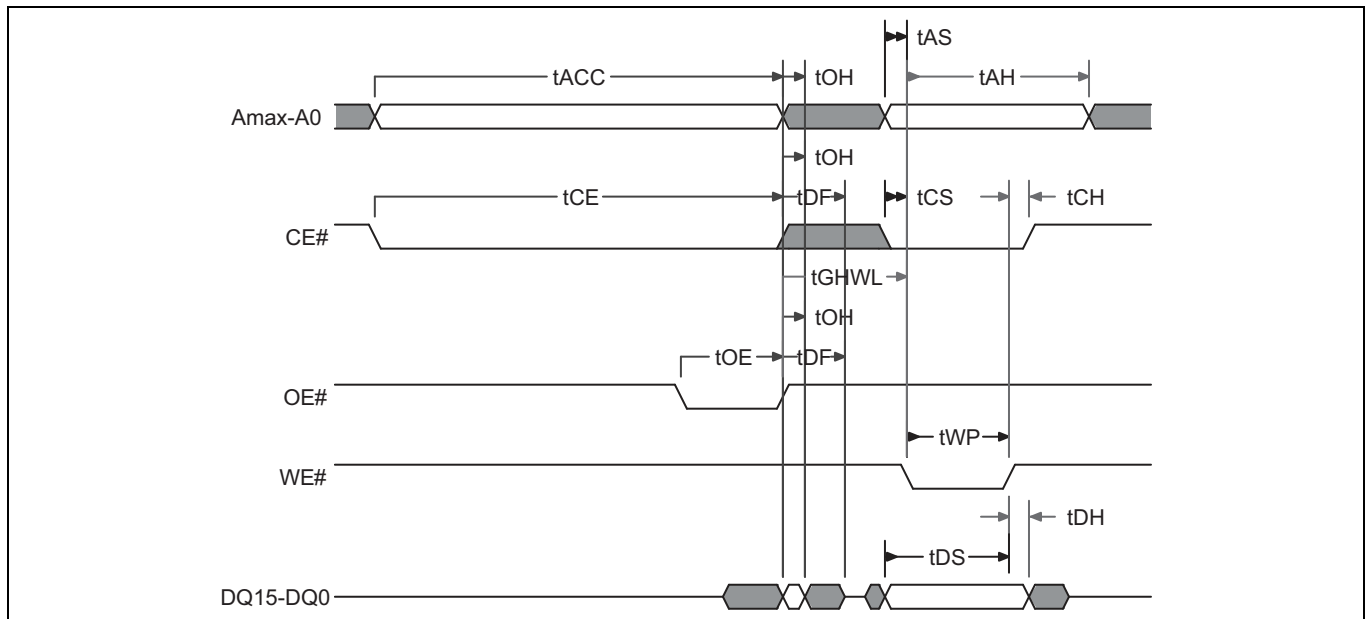 tAS
tACC tOH tAH
Amax-A0
tOH
tCE tDF tCS tCH
CE#
tGHWL
tOH
tOE tDF
OE#
tWP
WE#
tDH
tDS
DQ15-DQ0